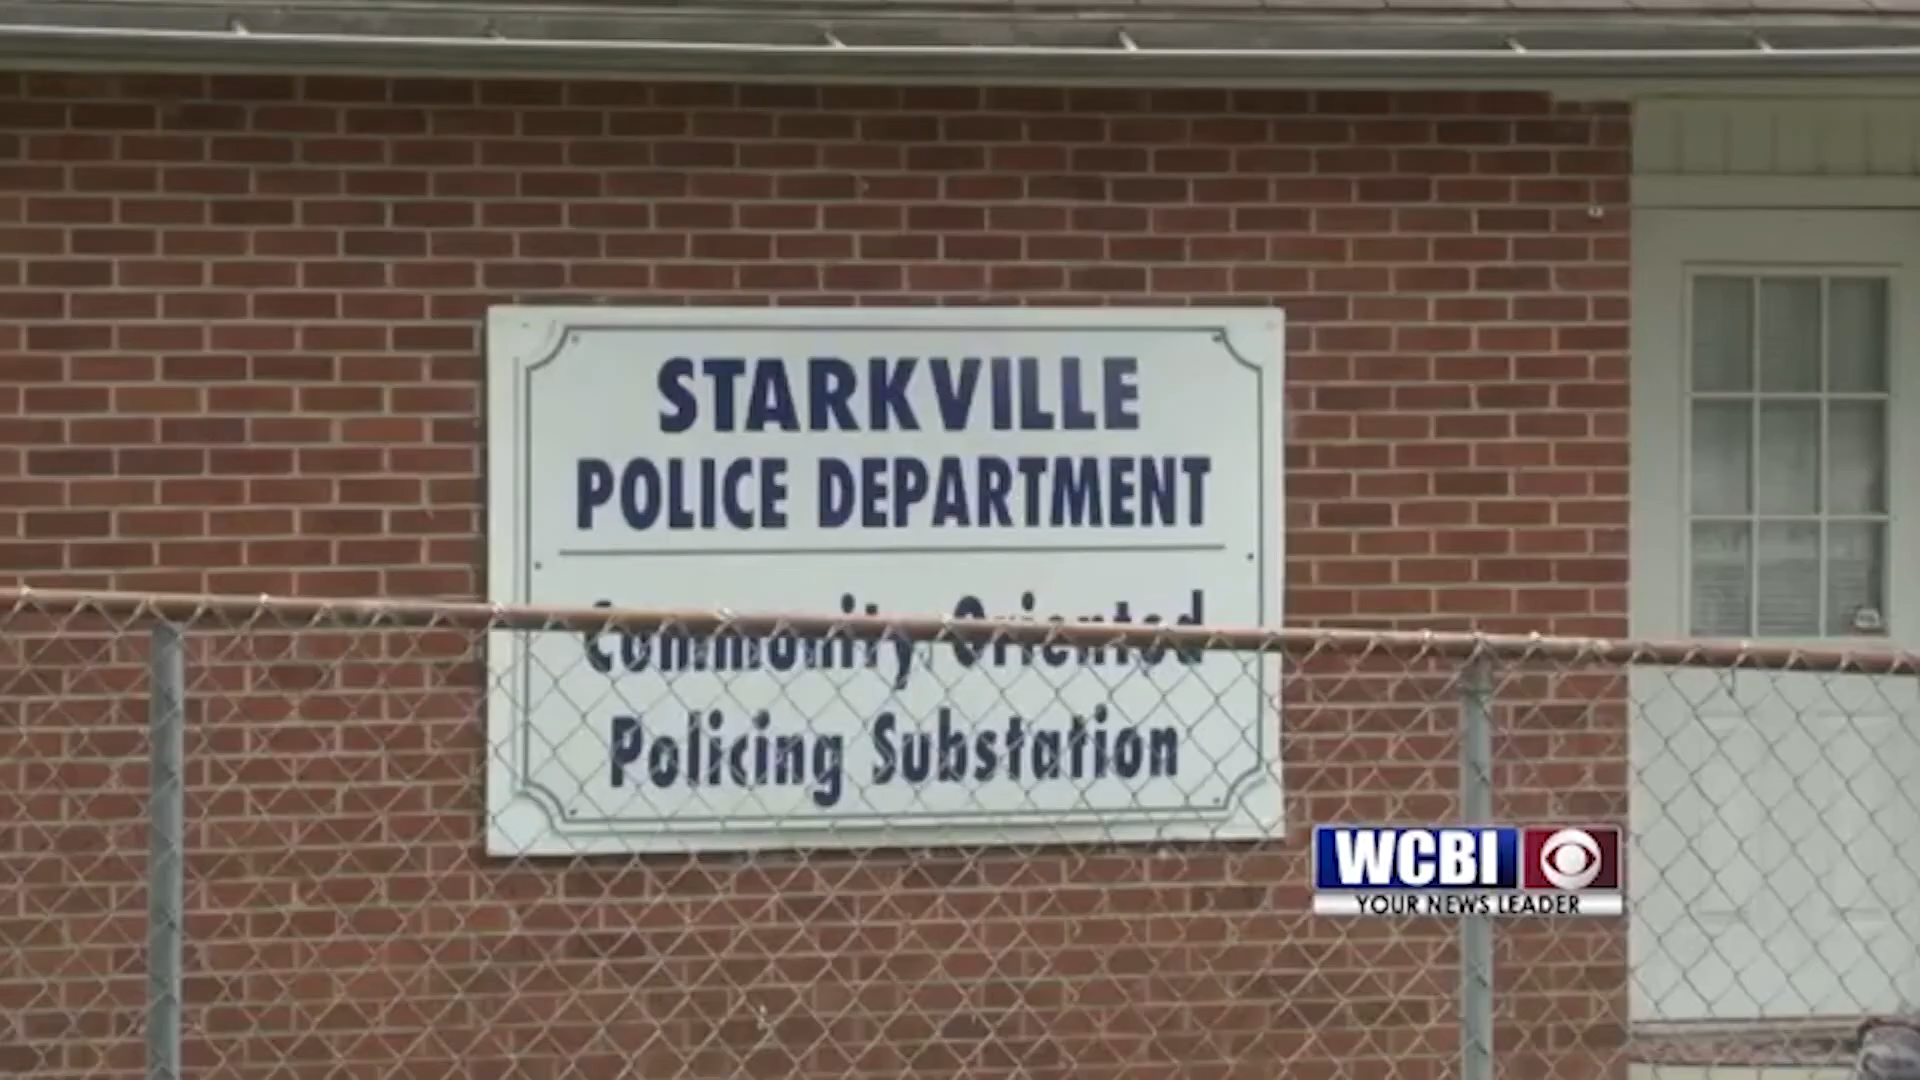 STARKVILLE
POLICE DEPARTMENT
Community Oriented
Policing Substation
WCBI
YOUR NEWS LEADER